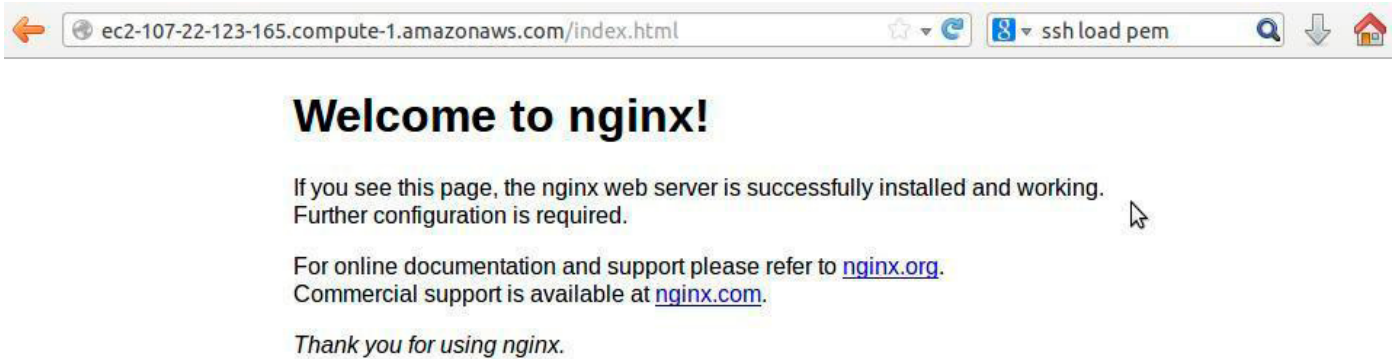 ec2-107-22-123-165.compute-1.amazonaws.com/index.html
ssh load pem
Welcome to nginx!
If you see this page, the nginx web server is successfully installed and working.
Further configuration is required.
For online documentation and support please refer to nginx.org.
Commercial support is available at nginx.com.
Thank you for using nginx.